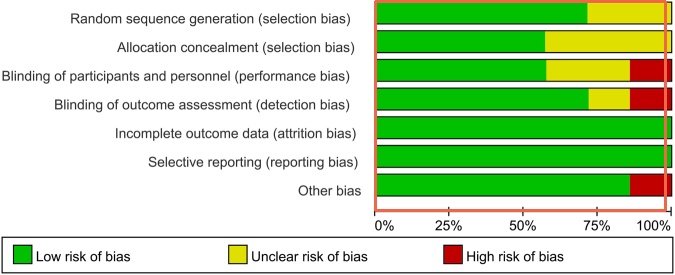 Random sequence generation (selection bias)
Allocation concealment (selection bias)
Blinding of participants and personnel (performance bias)
Blinding of outcome assessment (detection bias)
Incomplete outcome data (attrition bias)
Selective reporting (reporting bias)
Other bias
0% 25% 50% 75% 100%
Low risk of bias Unclear risk of bias High risk of bias